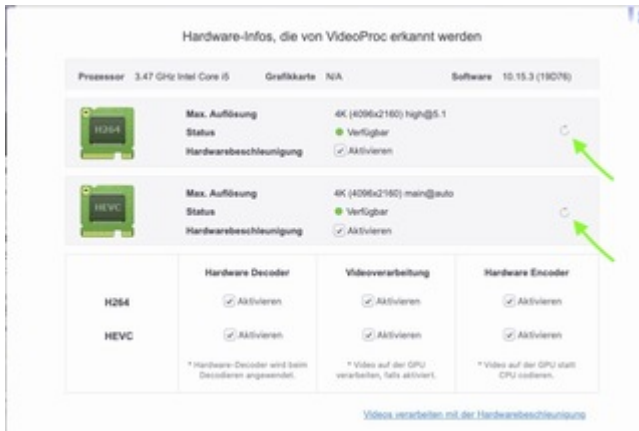 Hardware-Infos, die von VideoProc erkannt werden
Prozessor 3.47 GHz Intel Core i5 Grafikkarte N/A Software 10.15.3 (19D76)
H264
Max. Auflösung 4K (4096x2160) high@5.1
Status Verfügbar
Hardwarebeschleunigung Aktivieren
HEVC
Max. Auflösung 4K (4096x2160) main@auto
Status Verfügbar
Hardwarebeschleunigung Aktivieren
Hardware Decoder Videoverarbeitung Hardware Encoder
H264 Aktivieren Aktivieren Aktivieren
HEVC Aktivieren Aktivieren Aktivieren
* Hardware-Decoder wird beim * Video auf der GPU * Video auf der GPU statt
Decodieren angewendet. verarbeiten, falls aktiviert. CPU codieren.
Videos verarbeiten mit der Hardwarebeschleunigung